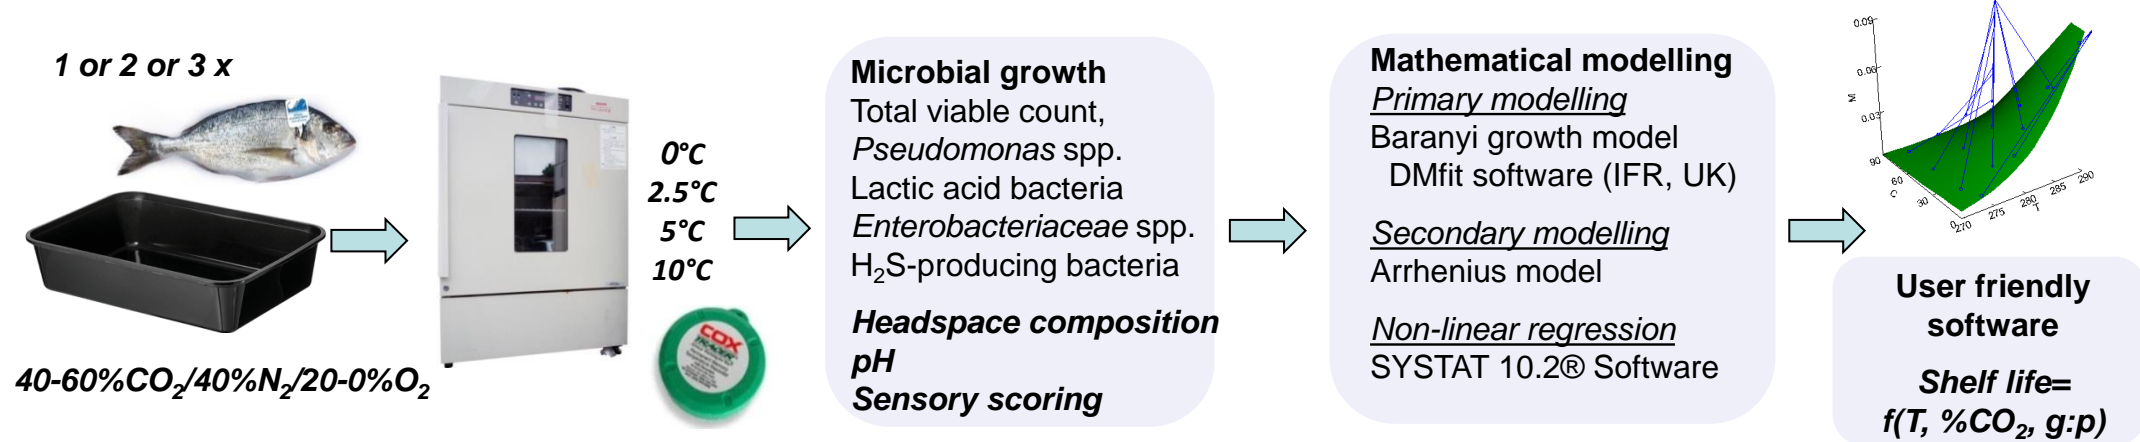 1 or 2 or 3 x
40-60%CO₂/40%N₂/20-0%O₂
0°C
2.5°C
5°C
10°C
COX
TRACER
Microbial growth
Total viable count,
Pseudomonas spp.
Lactic acid bacteria
Enterobacteriaceae spp.
H₂S-producing bacteria
Headspace composition
pH
Sensory scoring
Mathematical modelling
Primary modelling
Baranyi growth model
DMfit software (IFR, UK)
Secondary modelling
Arrhenius model
Non-linear regression
SYSTAT 10.2® Software
0.09
0.06
M
0.03
90
60
C
30
0
270
275
280
T
285
290
User friendly
software
Shelf life=
f(T, %CO₂, g:p)